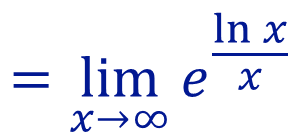 = lim x→∞ e^(ln x / x)